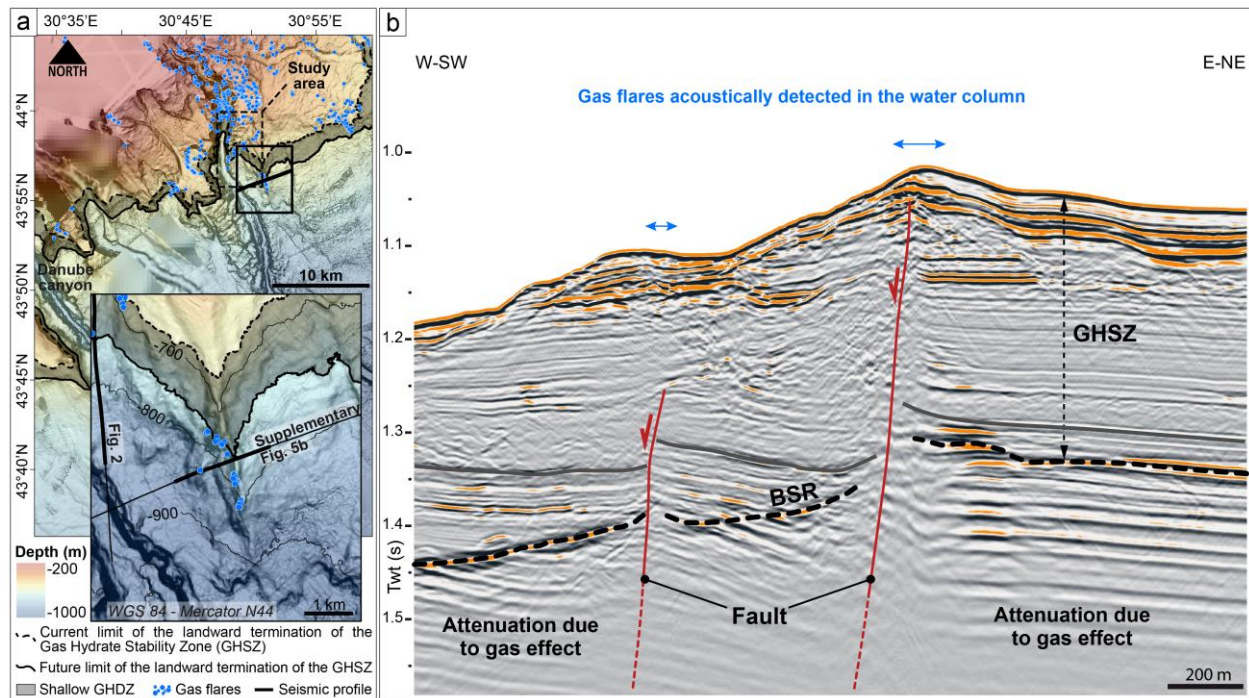 a
30°35'E
30°45'E
30°55'E
NORTH
Study
area
44°N
43°55'N
43°50'N
43°45'N
43°40'N
Danube
canyon
10 km
-700
-800
-900
Fig. 2
Supplementary
Fig. 5b
1 km
WGS 84 - Mercator N44
Depth (m)
-200
-1000
Current limit of the landward termination of the
Gas Hydrate Stability Zone (GHSZ)
Future limit of the landward termination of the GHSZ
Shallow GHDZ
Gas flares
Seismic profile
b
W-SW
E-NE
Gas flares acoustically detected in the water column
1.0
1.1
1.2
1.3
1.4
1.5
Twt (s)
GHSZ
BSR
Fault
Attenuation due
to gas effect
Attenuation due
to gas effect
200 m